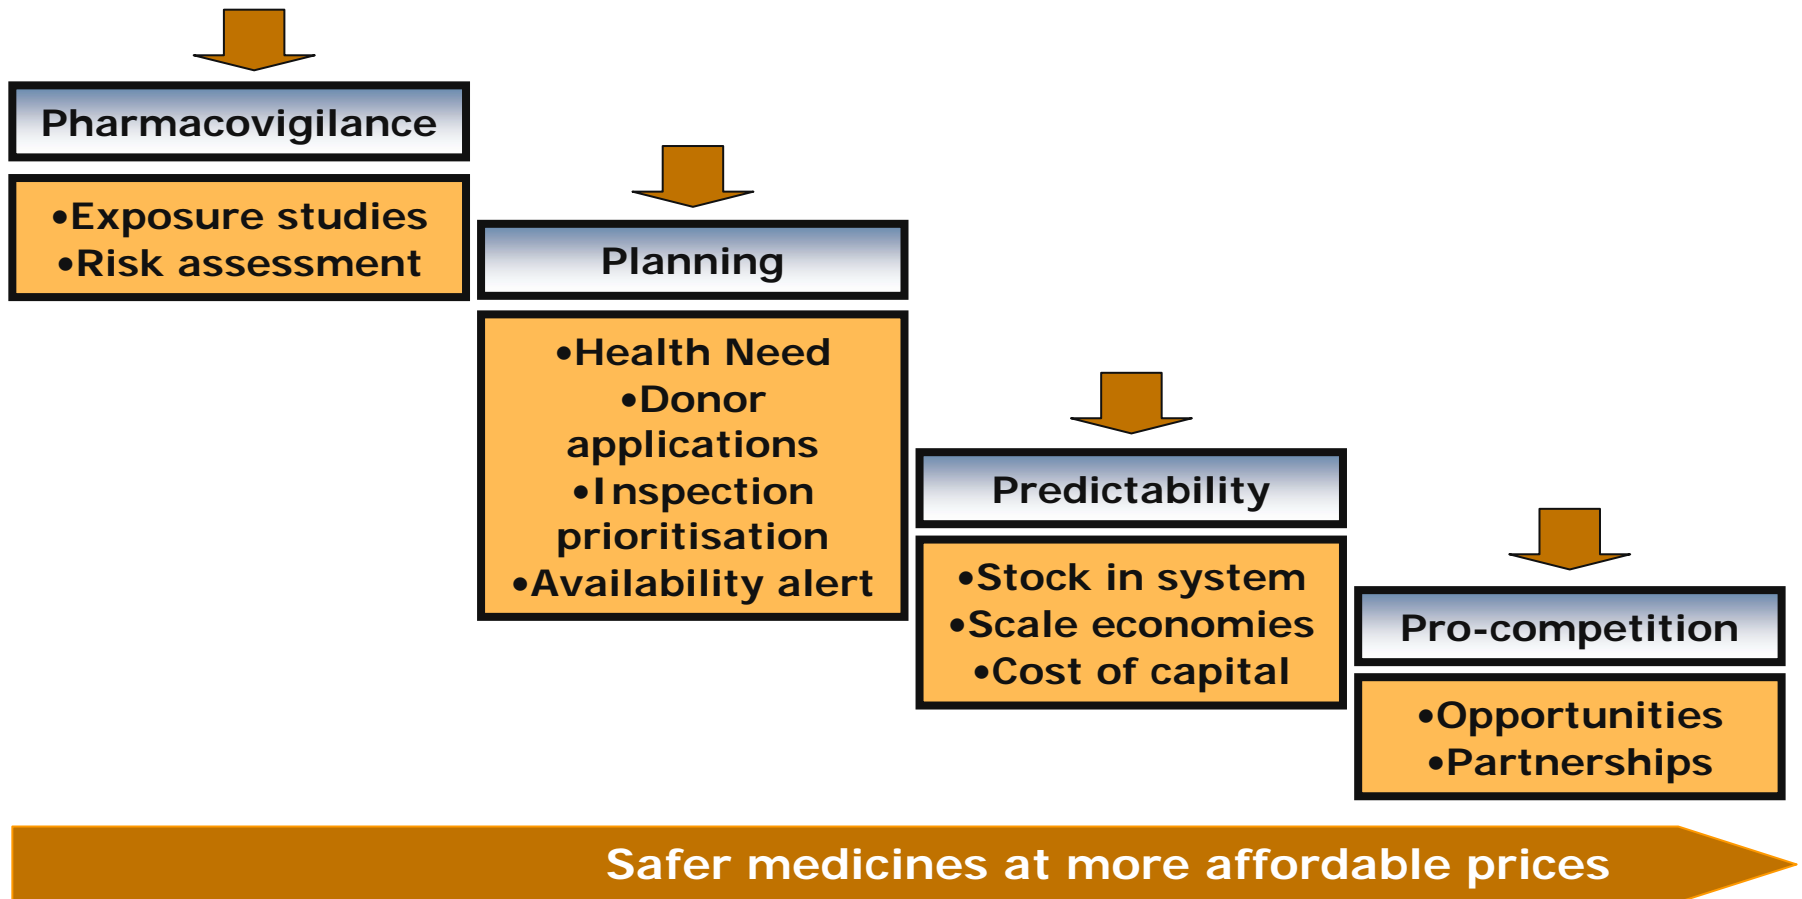 Pharmacovigilance
•Exposure studies
•Risk assessment
Planning
•Health Need
•Donor
applications
•Inspection
prioritisation
•Availability alert
Predictability
•Stock in system
•Scale economies
•Cost of capital
Pro-competition
•Opportunities
•Partnerships
Safer medicines at more affordable prices